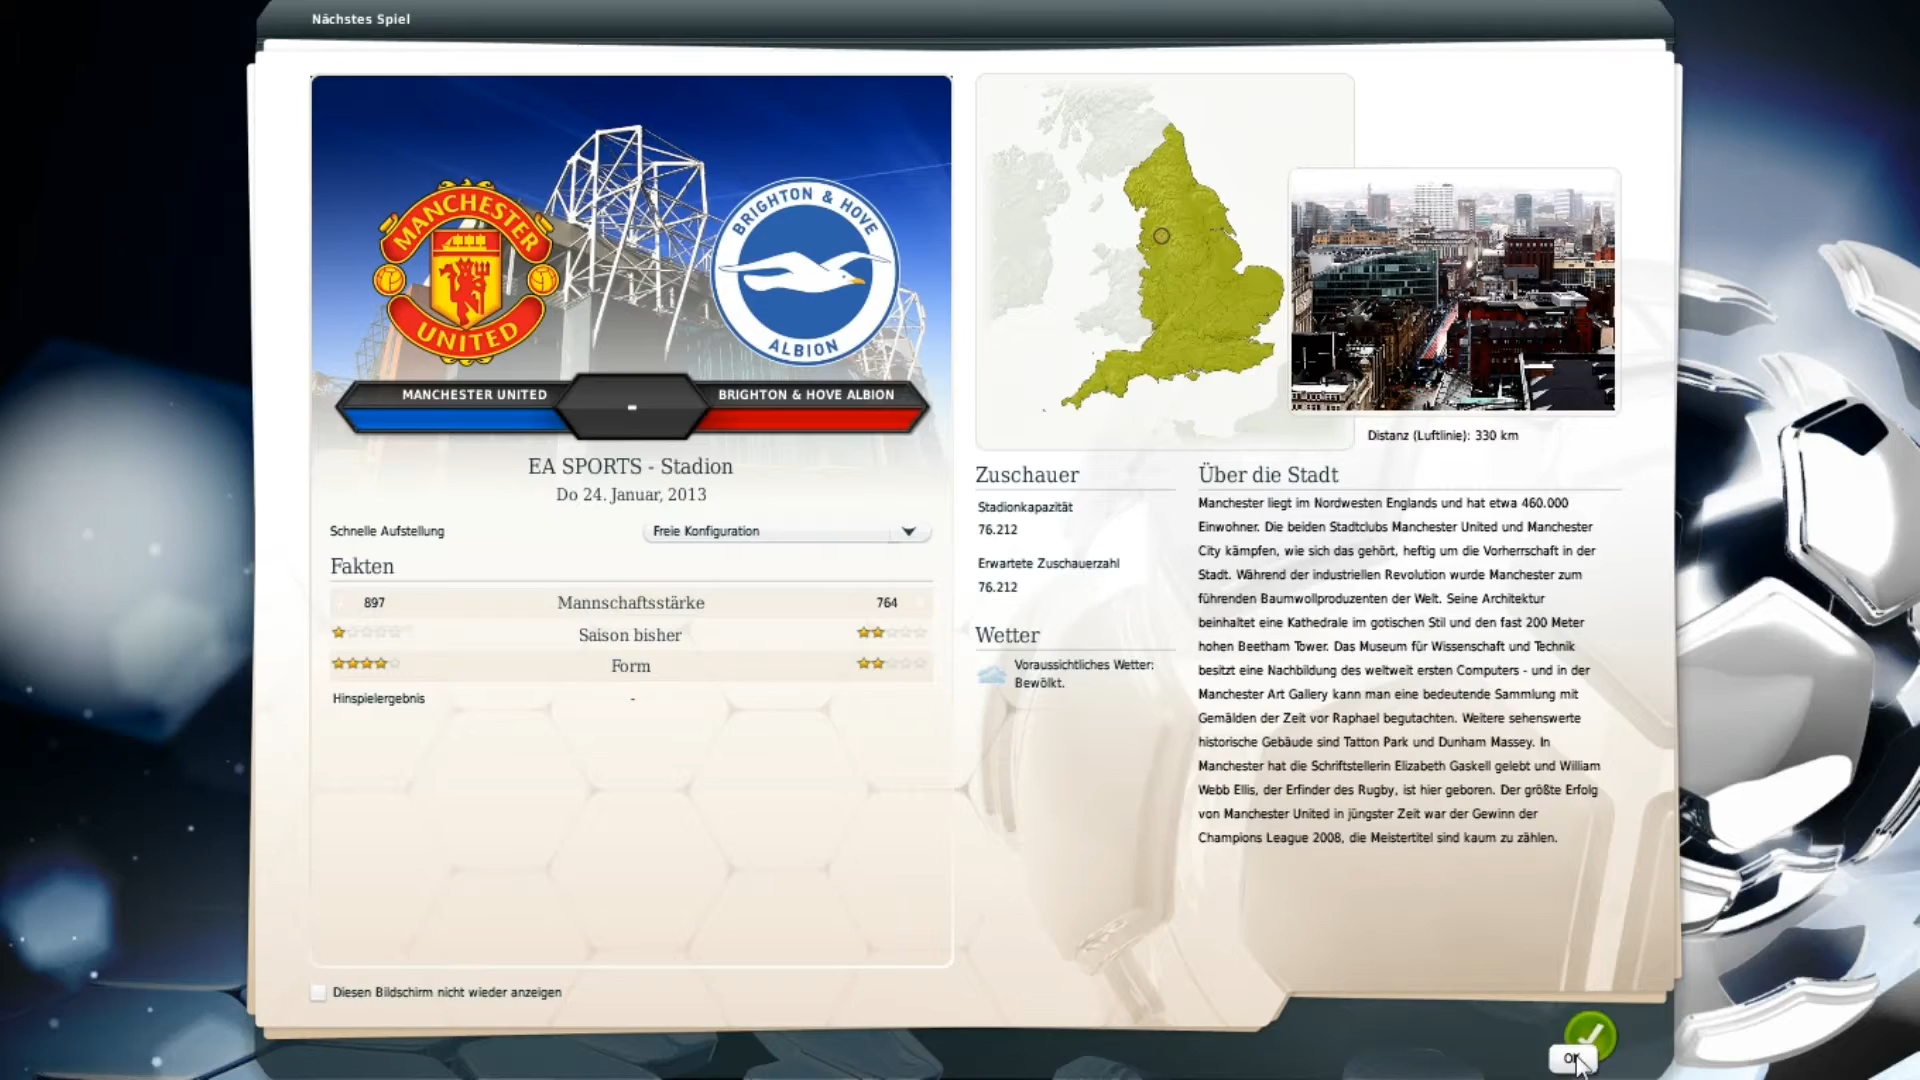 Nächstes Spiel
MANCHESTER
UNITED
BRIGHTON & HOVE
ALBION
MANCHESTER UNITED
-
BRIGHTON & HOVE ALBION
EA SPORTS - Stadion
Do 24. Januar, 2013
Schnelle Aufstellung
Freie Konfiguration
Fakten
897 Mannschaftsstärke 764
Saison bisher
Form
Hinspielergebnis -
Diesen Bildschirm nicht wieder anzeigen
Distanz (Luftlinie): 330 km
Zuschauer
Stadionkapazität
76.212
Erwartete Zuschauerzahl
76.212
Wetter
Voraussichtliches Wetter:
Bewölkt.
Über die Stadt
Manchester liegt im Nordwesten Englands und hat etwa 460.000
Einwohner. Die beiden Stadtclubs Manchester United und Manchester
City kämpfen, wie sich das gehört, heftig um die Vorherrschaft in der
Stadt. Während der industriellen Revolution wurde Manchester zum
führenden Baumwollproduzenten der Welt. Seine Architektur
beinhaltet eine Kathedrale im gotischen Stil und den fast 200 Meter
hohen Beetham Tower. Das Museum für Wissenschaft und Technik
besitzt eine Nachbildung des weltweit ersten Computers - und in der
Manchester Art Gallery kann man eine bedeutende Sammlung mit
Gemälden der Zeit vor Raphael begutachten. Weitere sehenswerte
historische Gebäude sind Tatton Park und Dunham Massey. In
Manchester hat die Schriftstellerin Elizabeth Gaskell gelebt und William
Webb Ellis, der Erfinder des Rugby, ist hier geboren. Der größte Erfolg
von Manchester United in jüngster Zeit war der Gewinn der
Champions League 2008, die Meistertitel sind kaum zu zählen.
OK